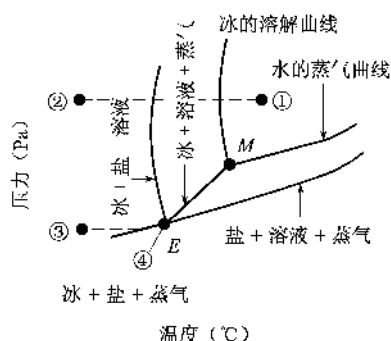 冰的溶解曲线
水的蒸气曲线
冰+溶液+蒸气
冰+盐+溶液
压力（Pa）
②
①
M
③
④
E
盐+溶液+蒸气
冰+盐+蒸气
温度（℃）